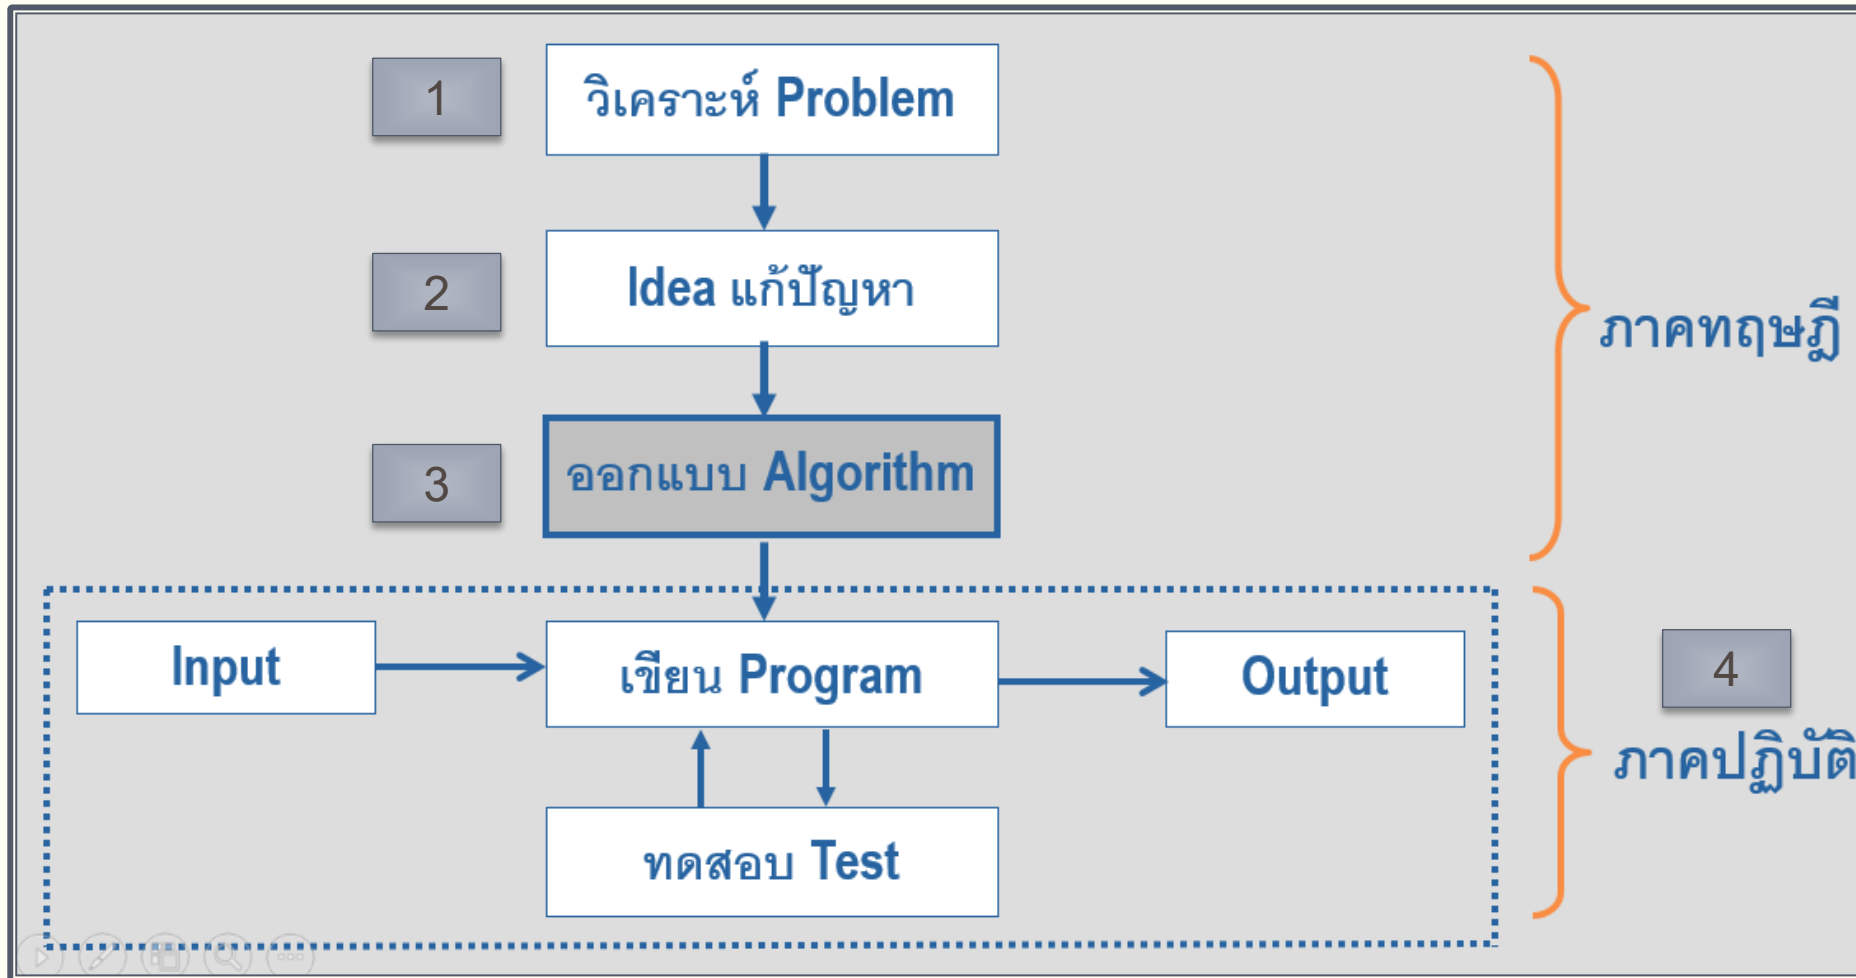 1
วิเคราะห์ Problem
2
Idea แก้ปัญหา
ภาคทฤษฎี
3
ออกแบบ Algorithm
Input
เขียน Program
Output
4
ภาคปฏิบัติ
ทดสอบ Test